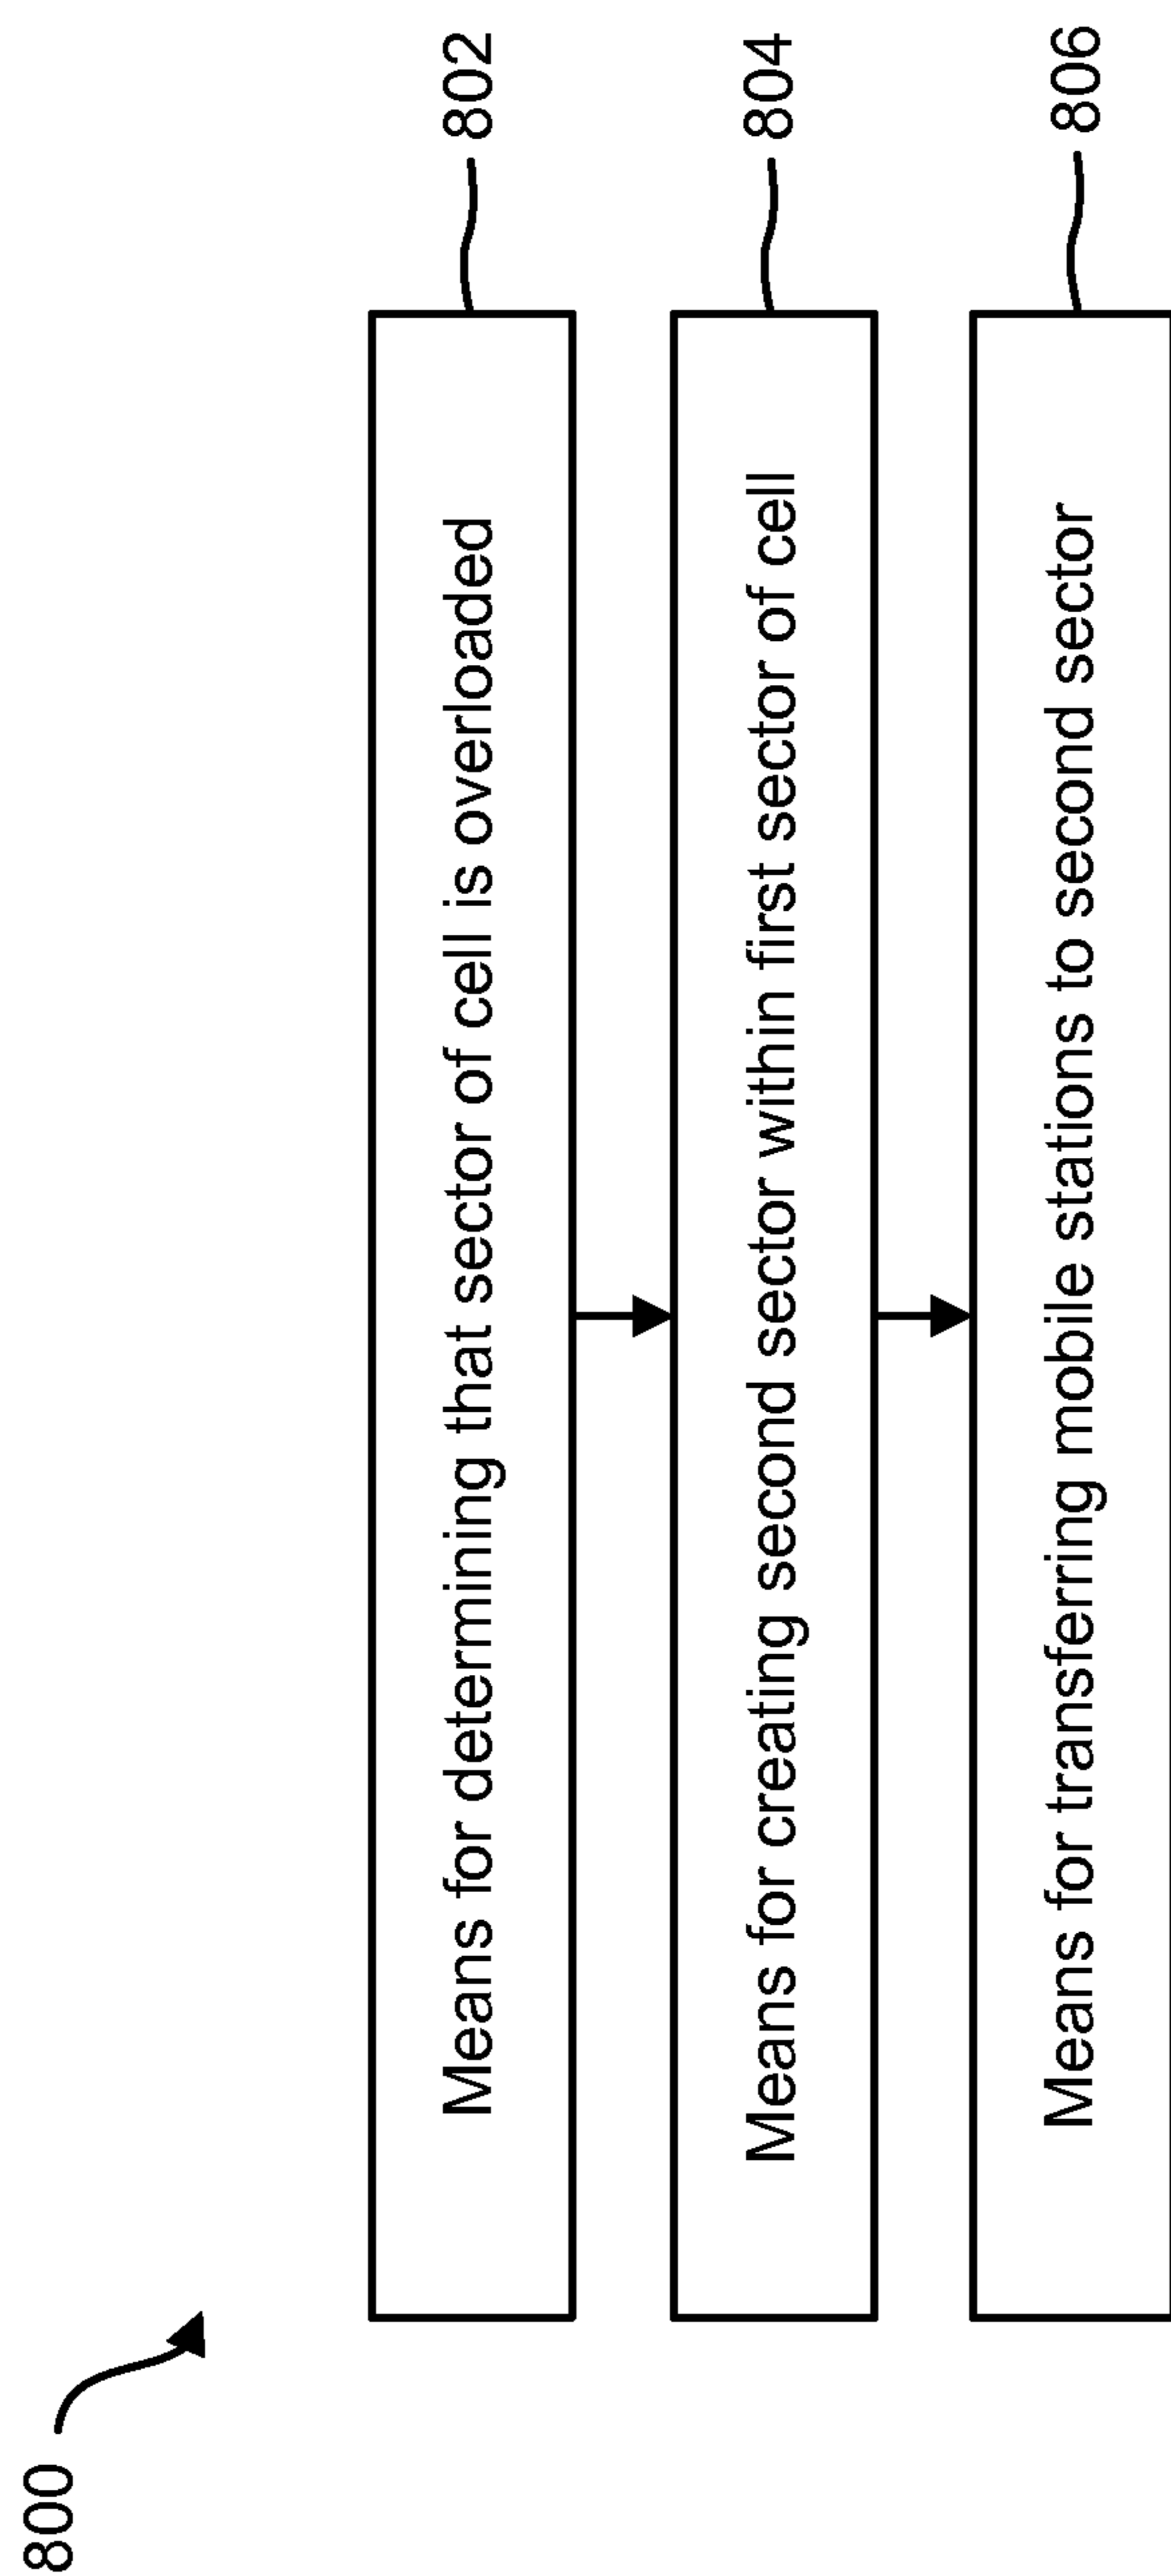 800
Means for determining that sector of cell is overloaded
802
Means for creating second sector within first sector of cell
804
Means for transferring mobile stations to second sector
806